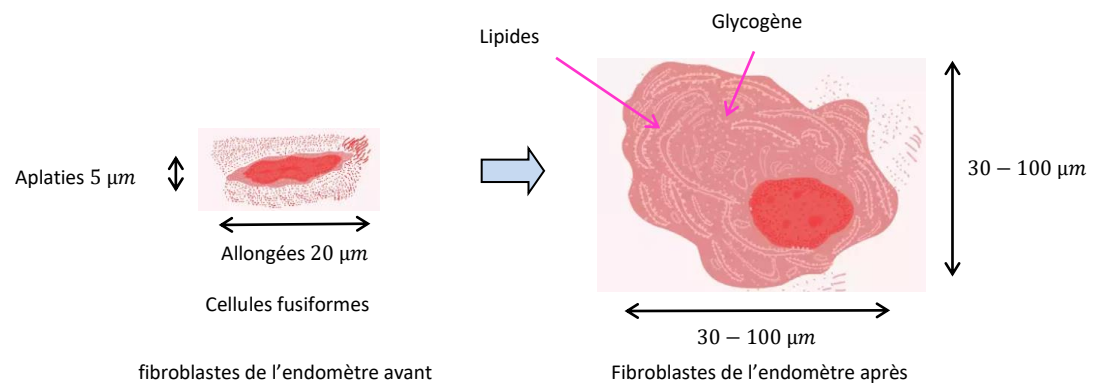 Glycogène
Lipides
Aplaties 5 μm
30 − 100 μm
Allongées 20 μm
Cellules fusiformes
30 − 100 μm
fibroblastes de l’endomètre avant
Fibroblastes de l’endomètre après